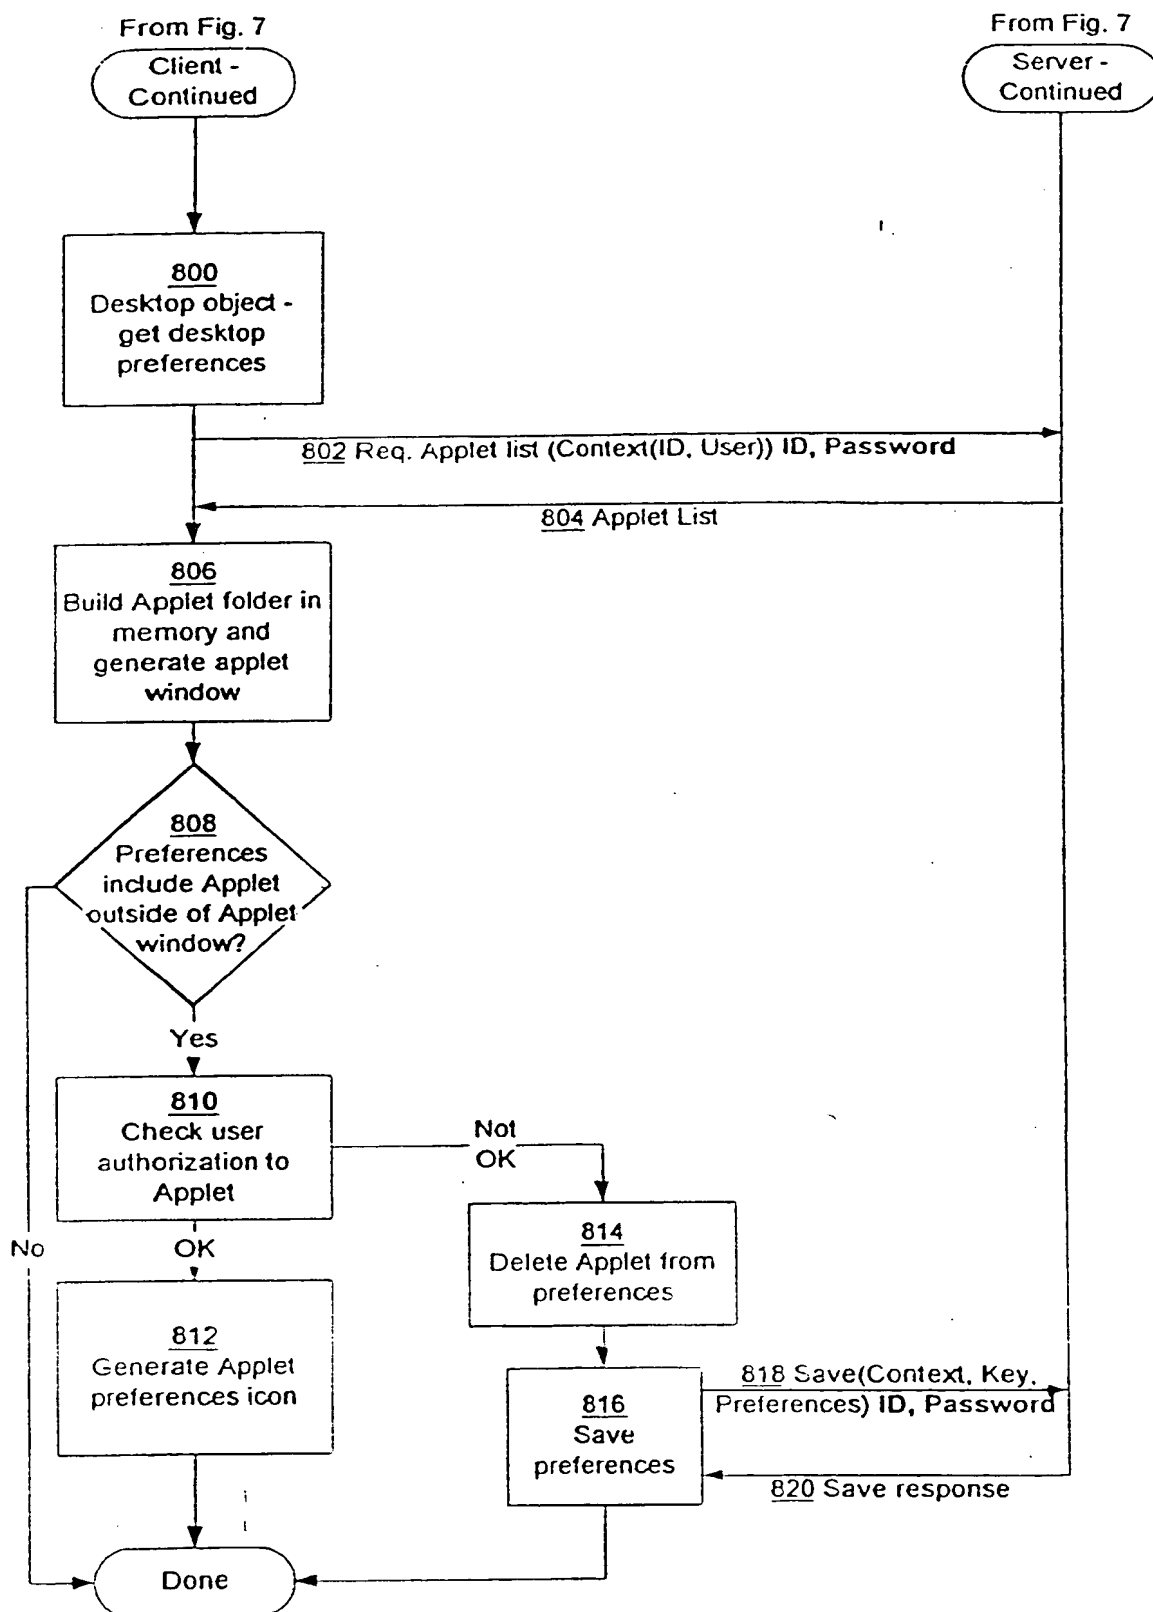 From Fig. 7
Client -
Continued
From Fig. 7
Server -
Continued
800
Desktop object -
get desktop
preferences
802 Req. Applet list (Context(ID, User)) ID, Password
804 Applet List
806
Build Applet folder in
memory and
generate applet
window
808
Preferences
include Applet
outside of Applet
window?
Yes
No
810
Check user
authorization to
Applet
Not
OK
OK
812
Generate Applet
preferences icon
814
Delete Applet from
preferences
816
Save
preferences
818 Save(Context, Key,
Preferences) ID, Password
820 Save response
Done